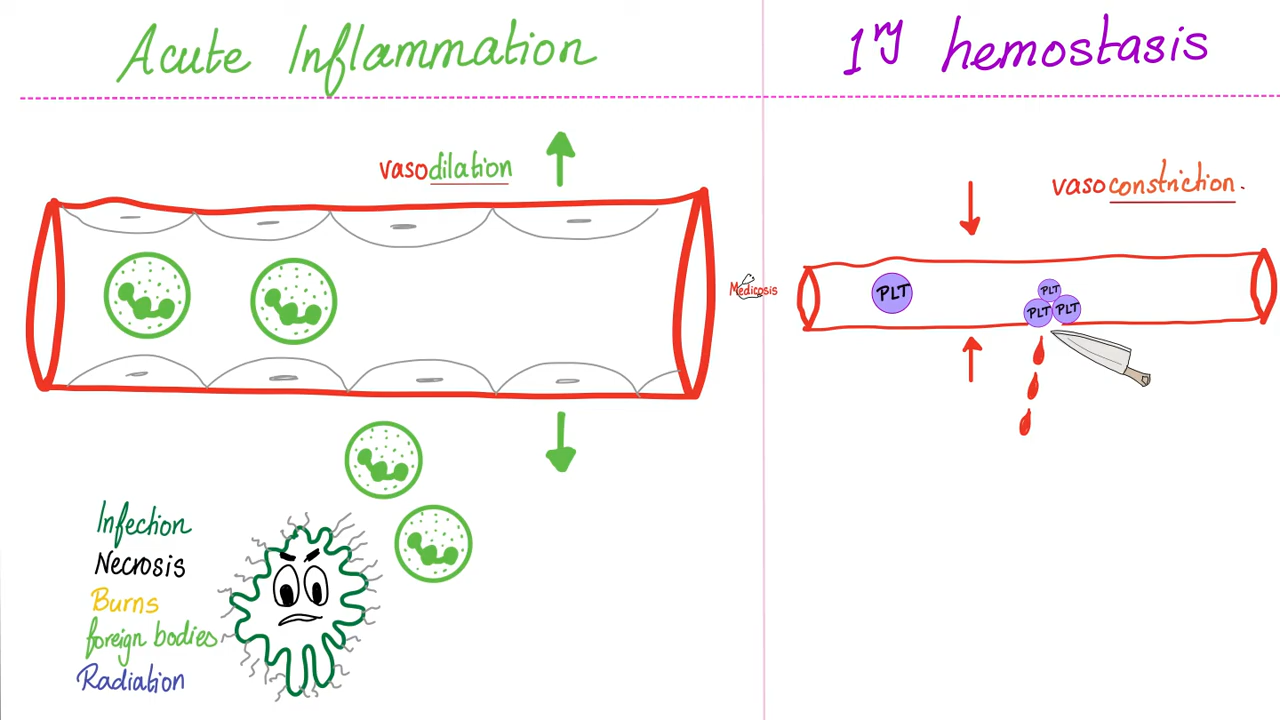 Acute Inflammation
vasodilation
Infection
Necrosis
Burns
foreign bodies
Radiation
Medicosis
1ry hemostasis
vasoconstriction.
PLT
PLT
PLT PLT